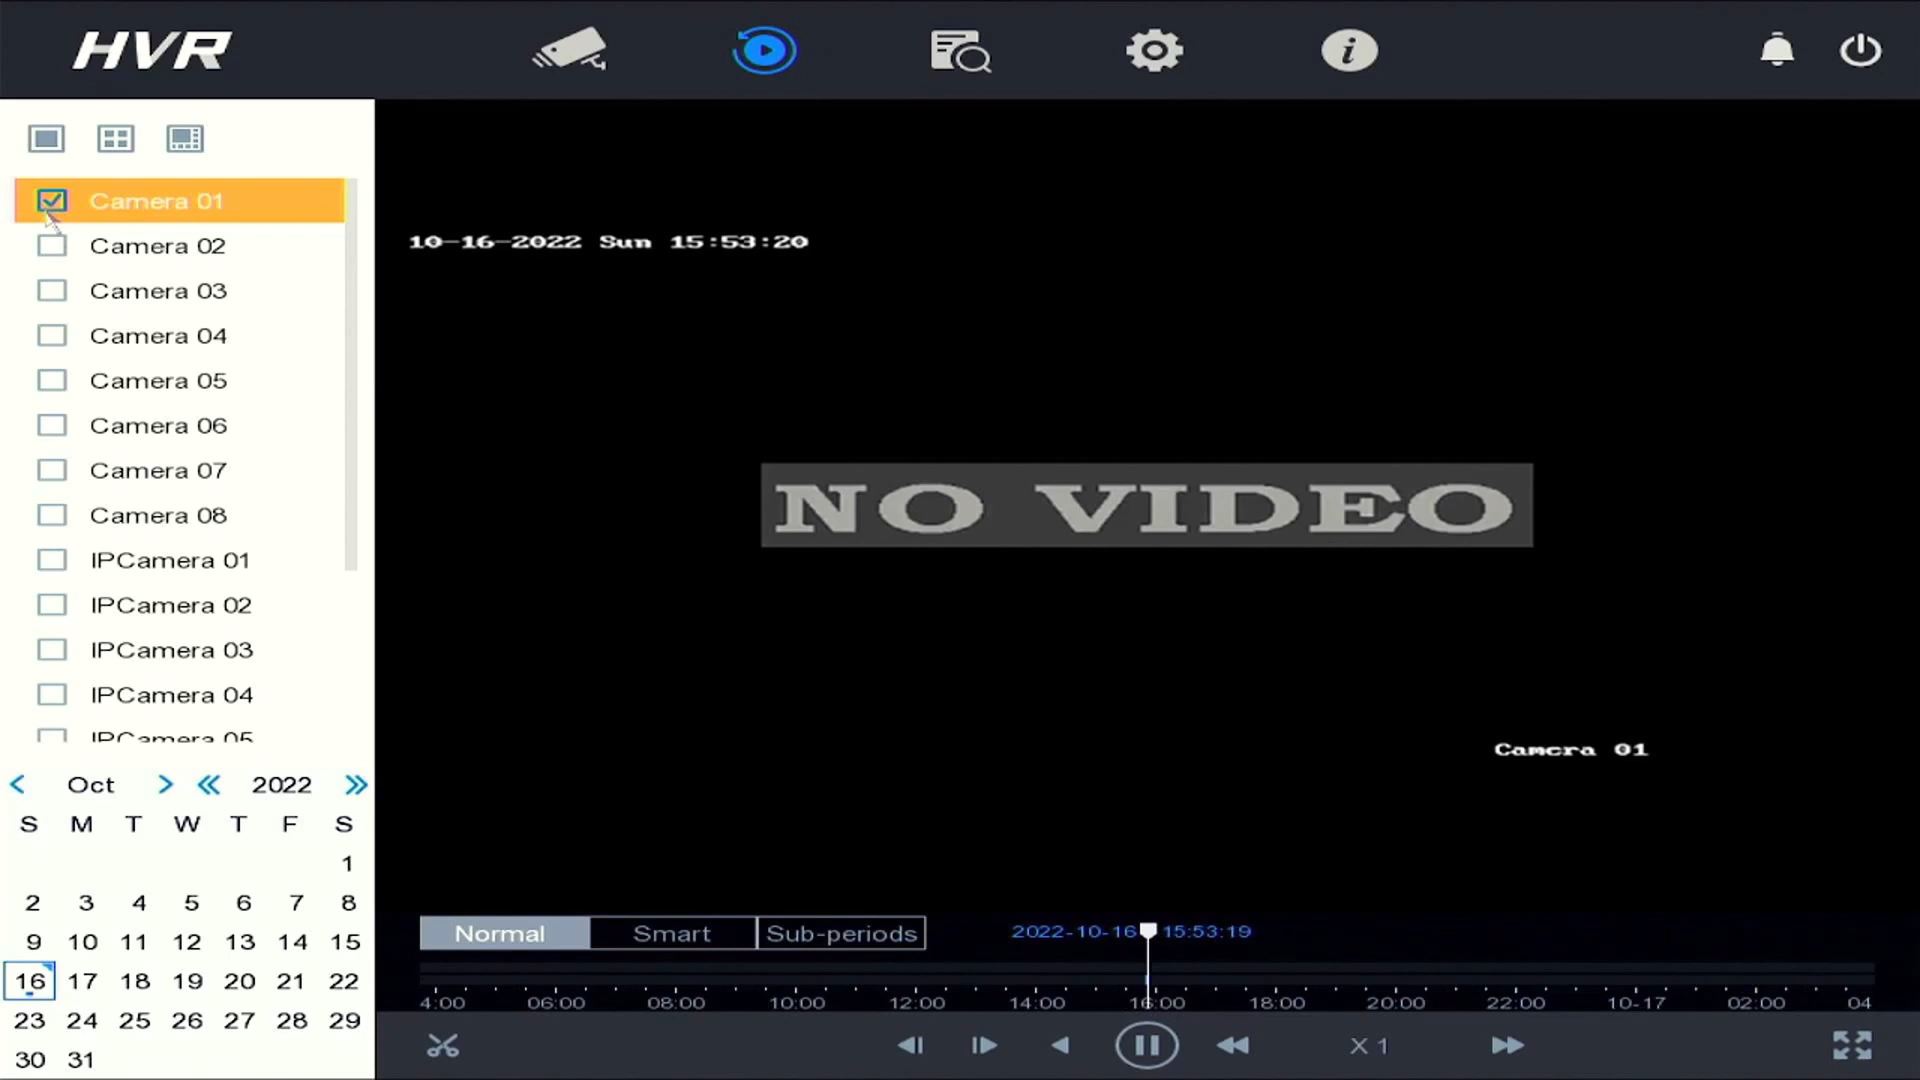 HVR
Camera 01
Camera 02
Camera 03
Camera 04
Camera 05
Camera 06
Camera 07
Camera 08
IPCamera 01
IPCamera 02
IPCamera 03
IPCamera 04
IPCamera 05
Oct 2022
S M T W T F S
1
2 3 4 5 6 7 8
9 10 11 12 13 14 15
16 17 18 19 20 21 22
23 24 25 26 27 28 29
30 31
10-16-2022 Sun 15:53:20
NO VIDEO
Camera 01
Normal Smart Sub-periods 2022-10-16 15:53:19
4:00 06:00 08:00 10:00 12:00 14:00 16:00 18:00 20:00 22:00 10-17 02:00 04
X 1